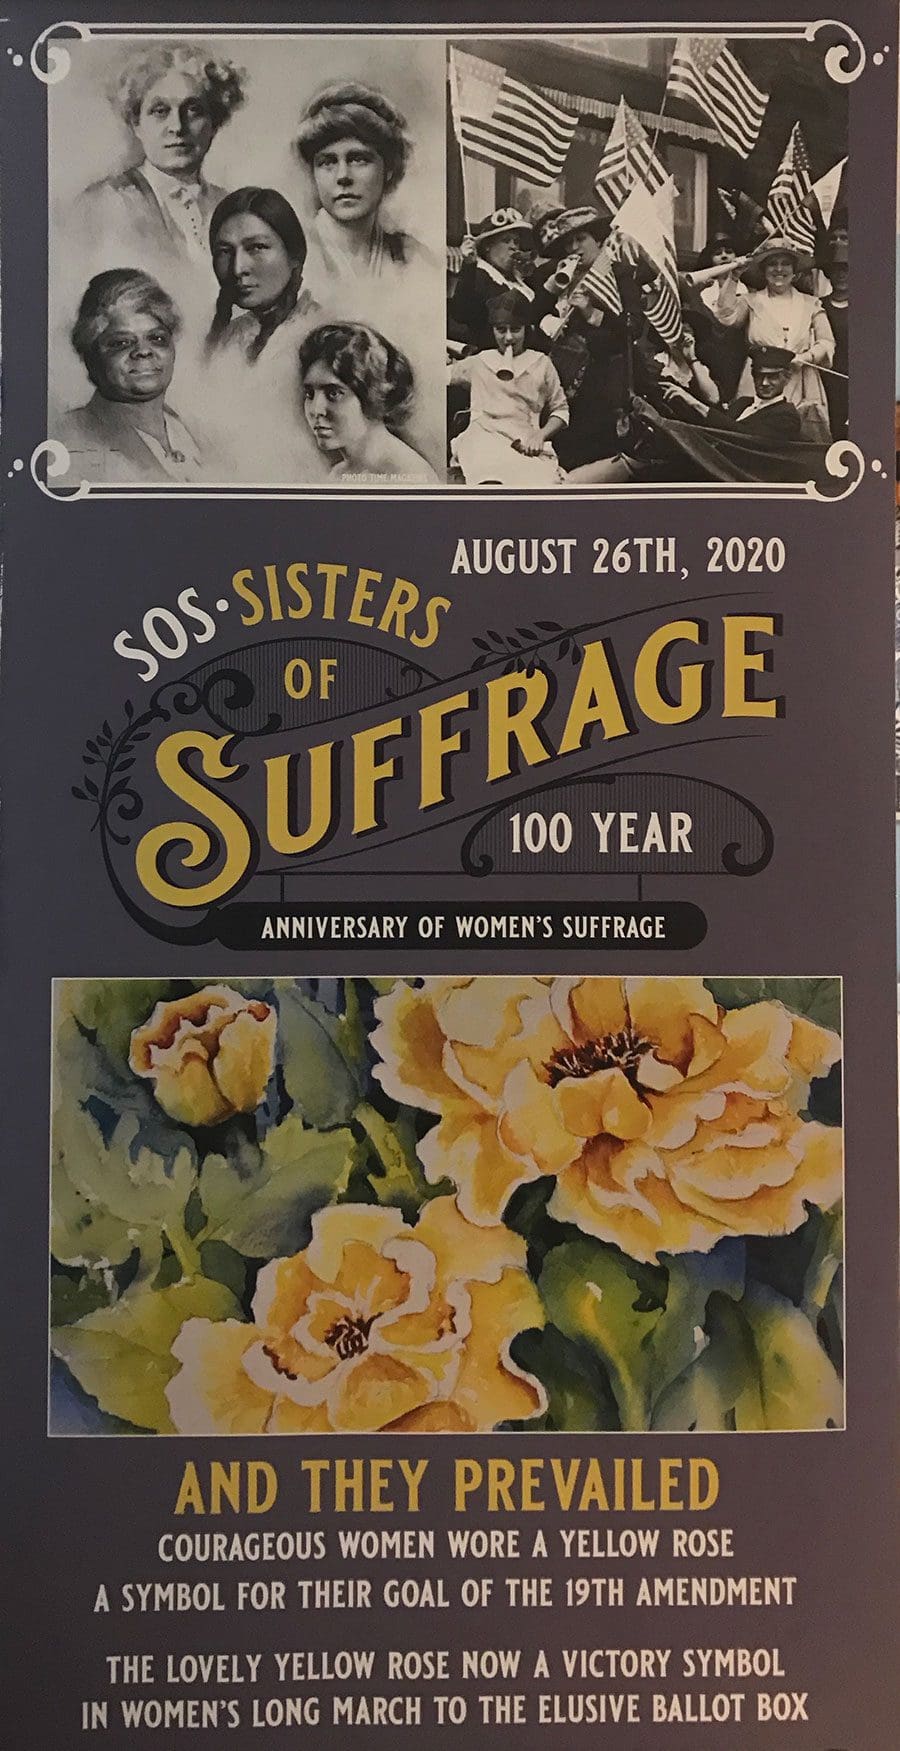 PHOTO TIME MAGAZINE
AUGUST 26TH, 2020
SOS·SISTERS
OF
SUFFRAGE
100 YEAR
ANNIVERSARY OF WOMEN'S SUFFRAGE
AND THEY PREVAILED
COURAGEOUS WOMEN WORE A YELLOW ROSE
A SYMBOL FOR THEIR GOAL OF THE 19TH AMENDMENT
THE LOVELY YELLOW ROSE NOW A VICTORY SYMBOL
IN WOMEN'S LONG MARCH TO THE ELUSIVE BALLOT BOX